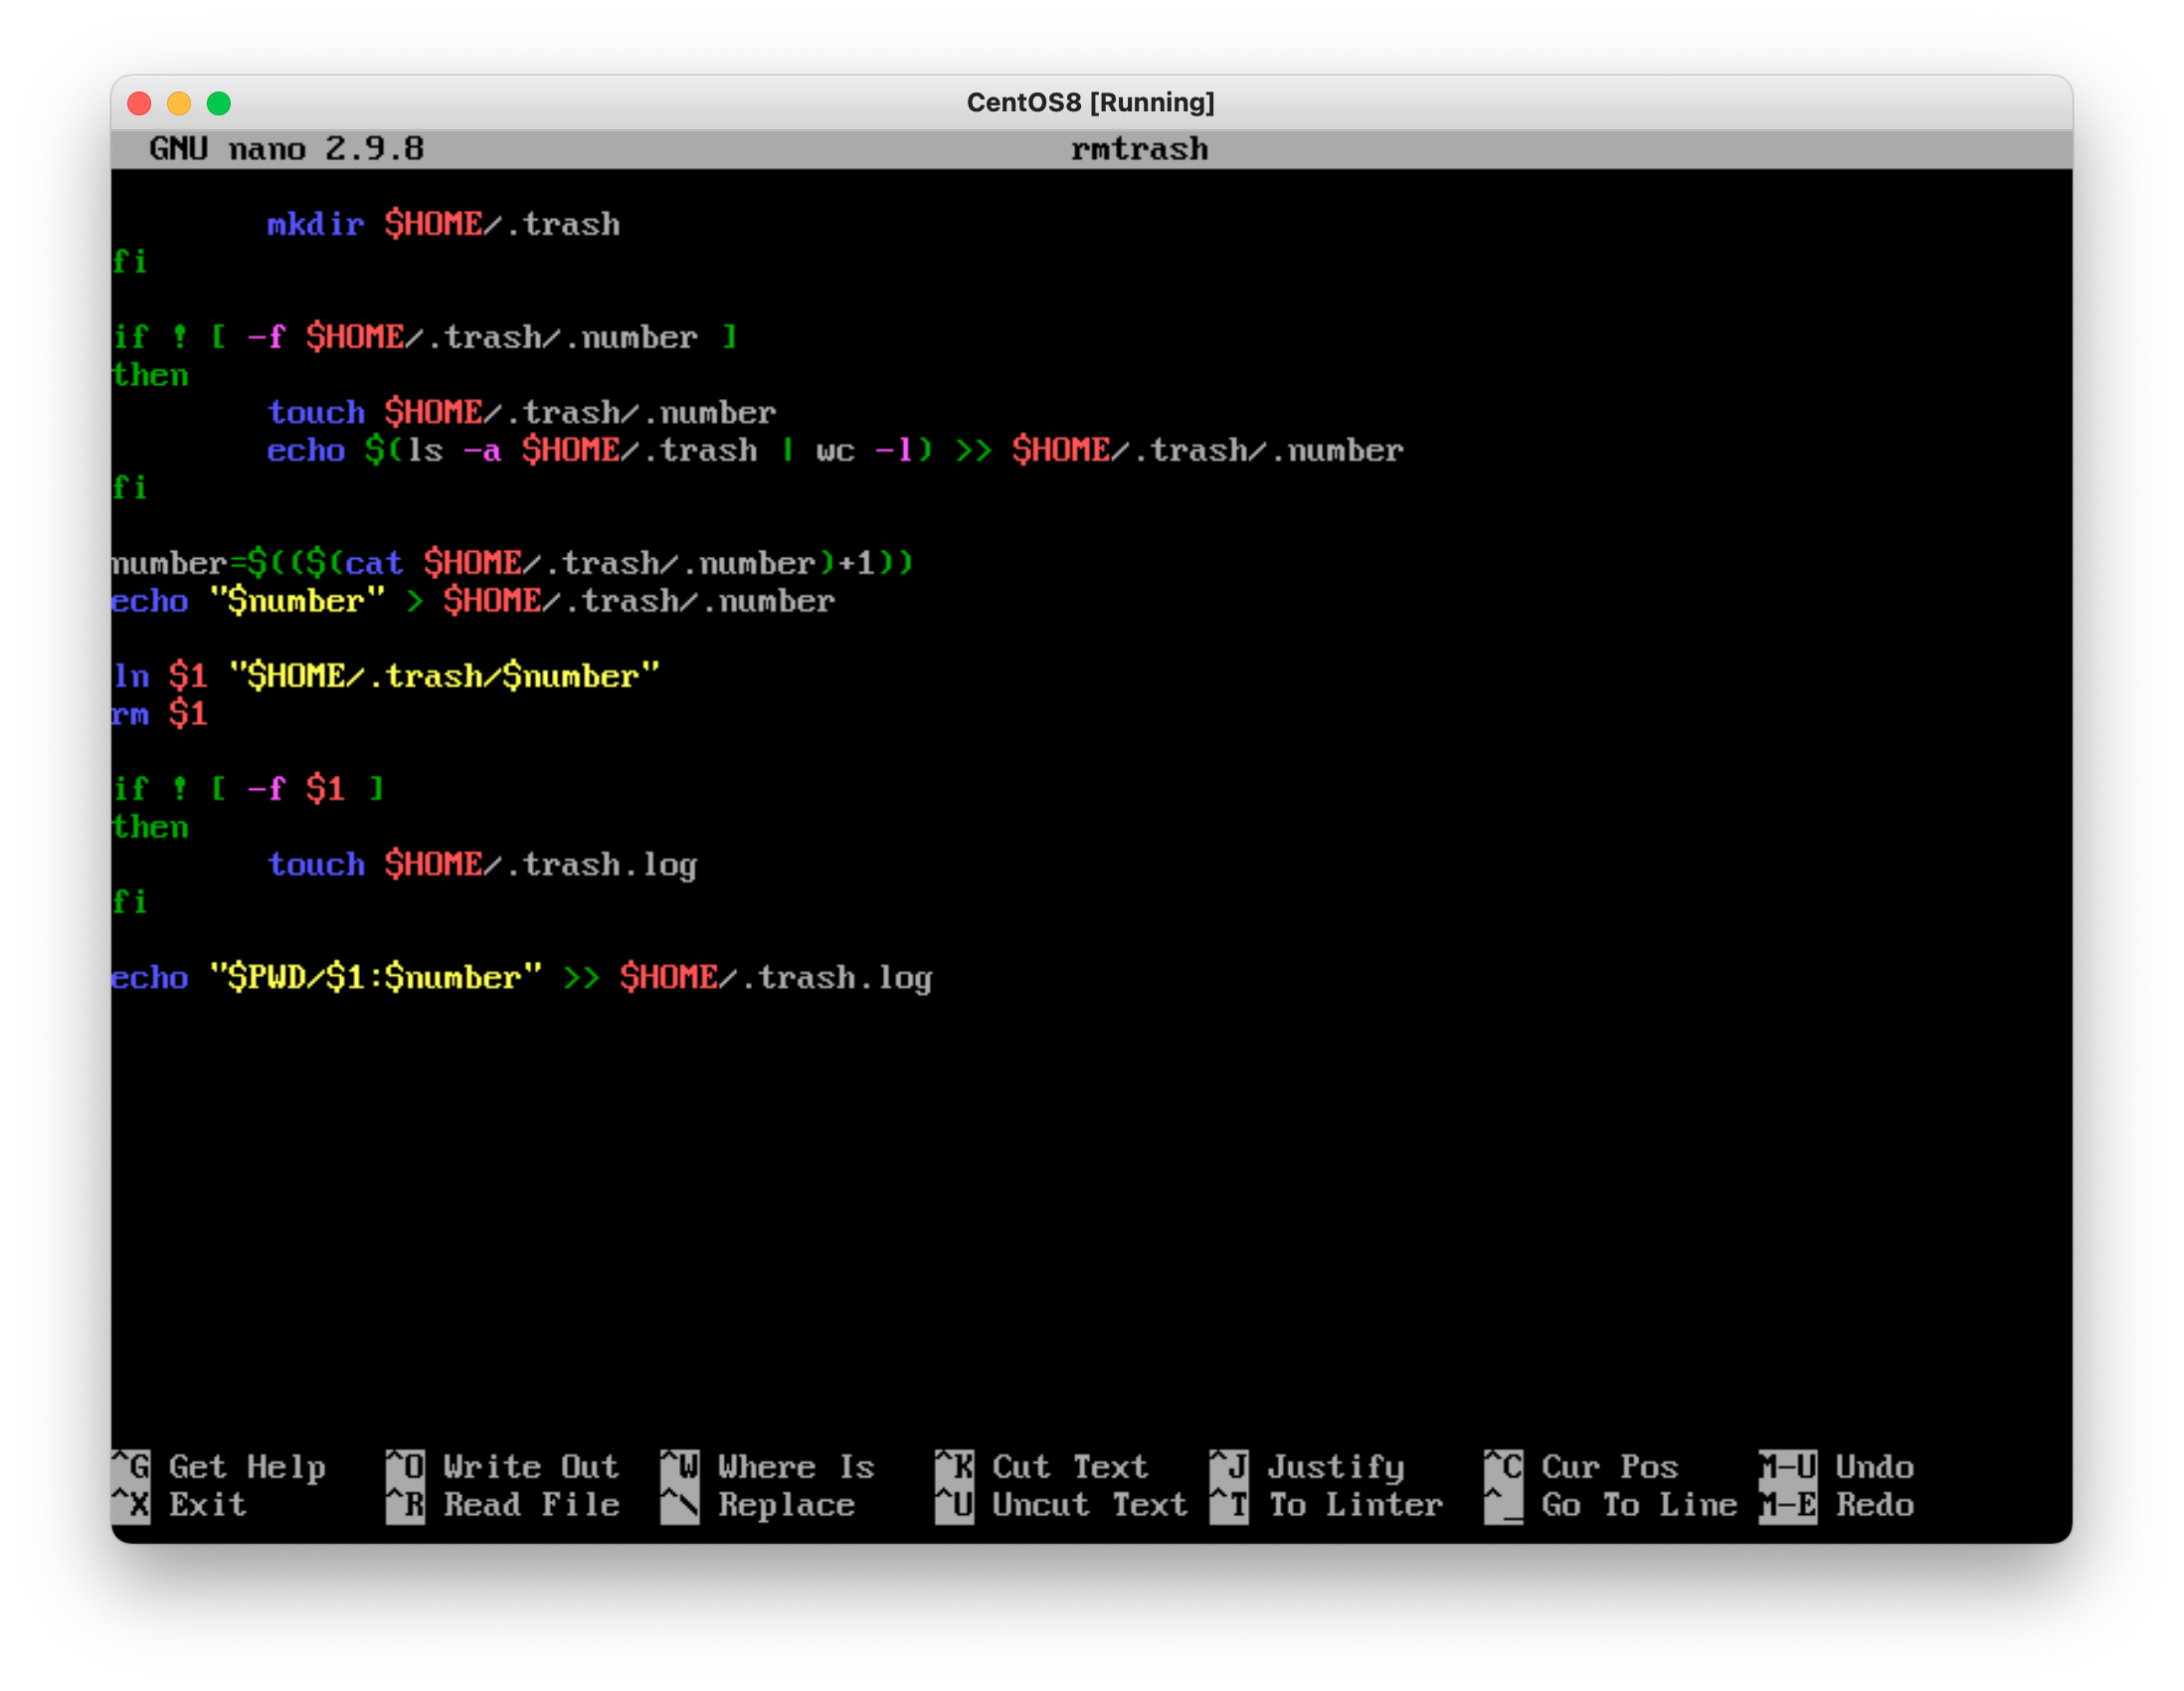 CentOS8 [Running]
GNU nano 2.9.8 rmtrash
mkdir $HOME/.trash
fi
if ! [ -f $HOME/.trash/.number ]
then
touch $HOME/.trash/.number
echo $(ls -a $HOME/.trash | wc -l) >> $HOME/.trash/.number
fi
number=$(($(cat $HOME/.trash/.number)+1))
echo "$number" > $HOME/.trash/.number
ln $1 "$HOME/.trash/$number"
rm $1
if ! [ -f $1 ]
then
touch $HOME/.trash.log
fi
echo "$PWD/$1:$number" >> $HOME/.trash.log
^G Get Help ^O Write Out ^W Where Is ^K Cut Text ^J Justify ^C Cur Pos M-U Undo
^X Exit ^R Read File ^\ Replace ^U Uncut Text ^T To Linter ^_ Go To Line M-E Redo